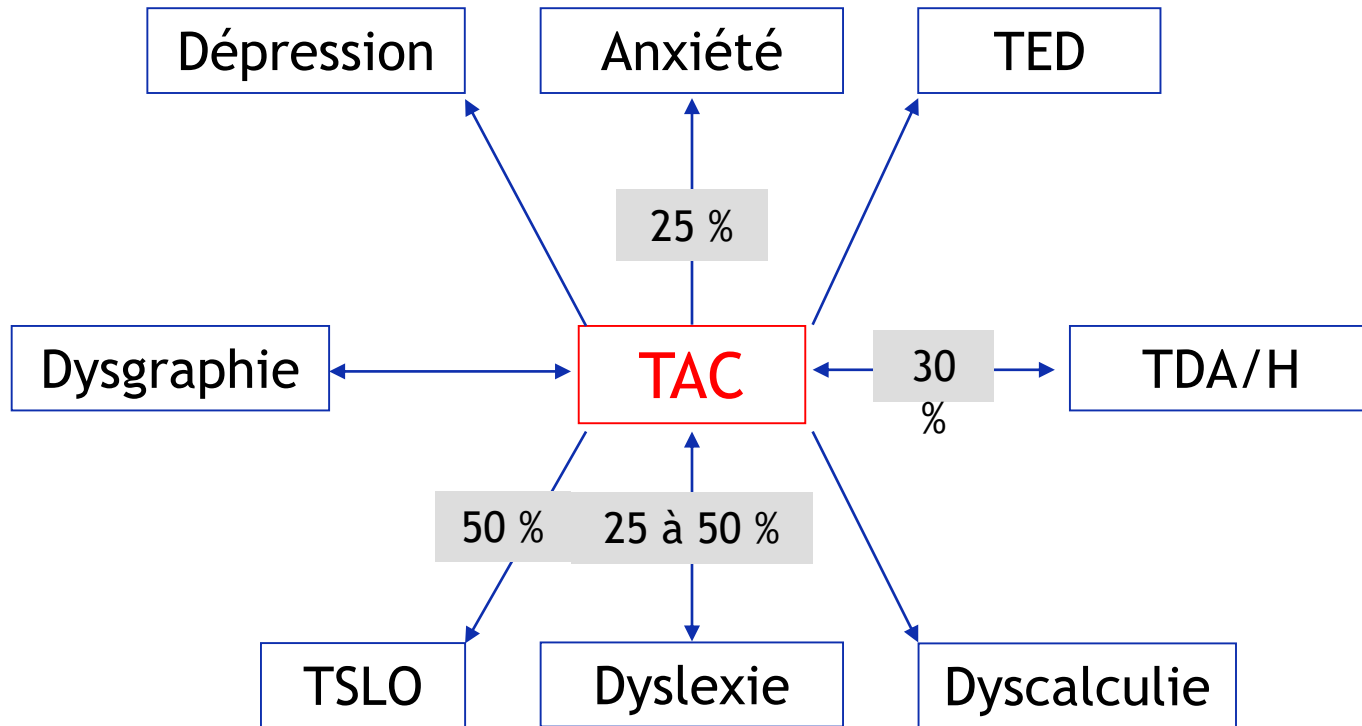 Dépression
Anxiété
TED
25 %
Dysgraphie
TAC
30
%
TDA/H
50 %
25 à 50 %
TSLO
Dyslexie
Dyscalculie